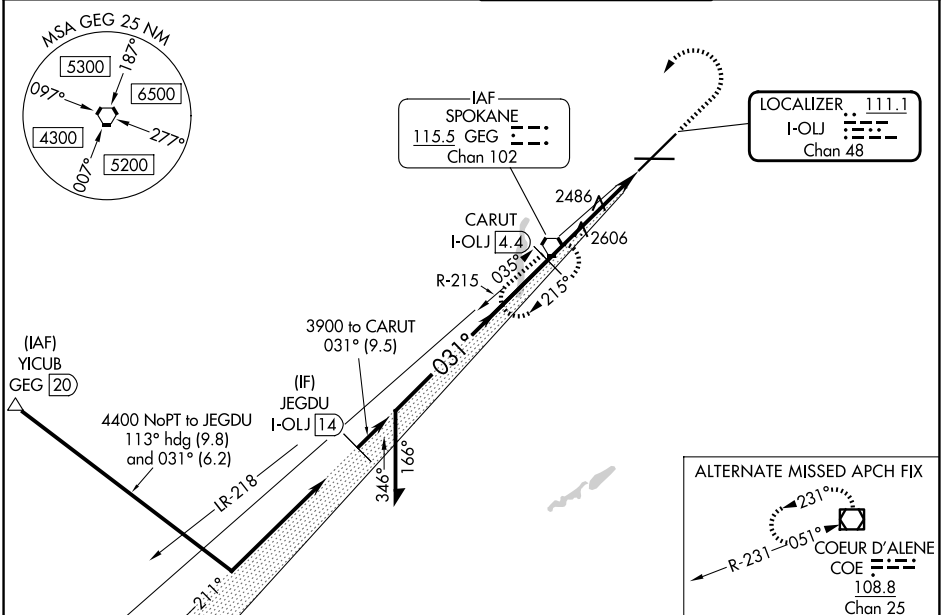 MSA GEG 25 NM
5300
187°
097°
6500
4300
277°
007°
5200
IAF
SPOKANE
115.5 GEG
Chan 102
LOCALIZER 111.1
I-OLJ
Chan 48
2486
2606
CARUT
I-OLJ 4.4
035°
R-215
215°
3900 to CARUT
031° (9.5)
031°
(IAF)
YICUB
GEG 20
(IF)
JEGDU
I-OLJ 14
4400 NoPT to JEGDU
113° hdg (9.8)
and 031° (6.2)
LR-218
346°
166°
211°
ALTERNATE MISSED APCH FIX
231°
R-231
051°
COEUR D'ALENE
COE
108.8
Chan 25